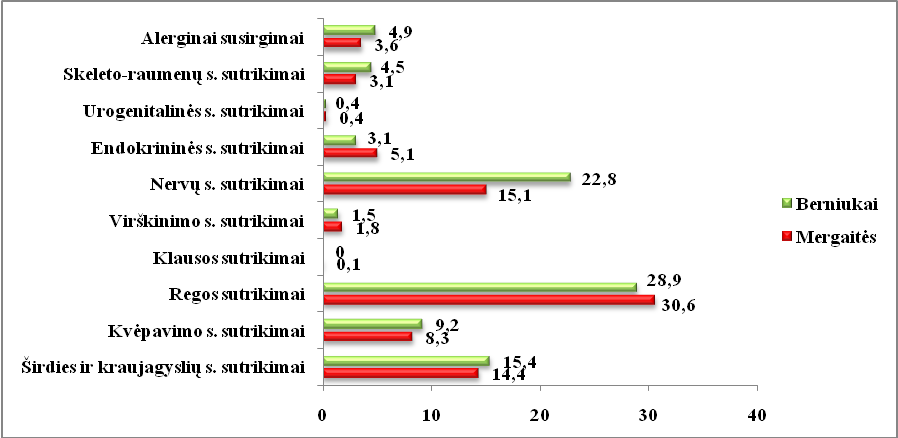 Alerginai susirgimai 4,9 3,6
Skeleto-raumenų s. sutrikimai 4,5 3,1
Urogenitalinės s. sutrikimai 0,4 0,4
Endokrininės s. sutrikimai 3,1 5,1
Nervų s. sutrikimai 22,8 15,1
Virškinimo s. sutrikimai 1,5 1,8
Klausos sutrikimai 0 0,1
Regos sutrikimai 28,9 30,6
Kvėpavimo s. sutrikimai 9,2 8,3
Širdies ir kraujagyslių s. sutrikimai 15,4 14,4
0 10 20 30 40
Berniukai
Mergaitės